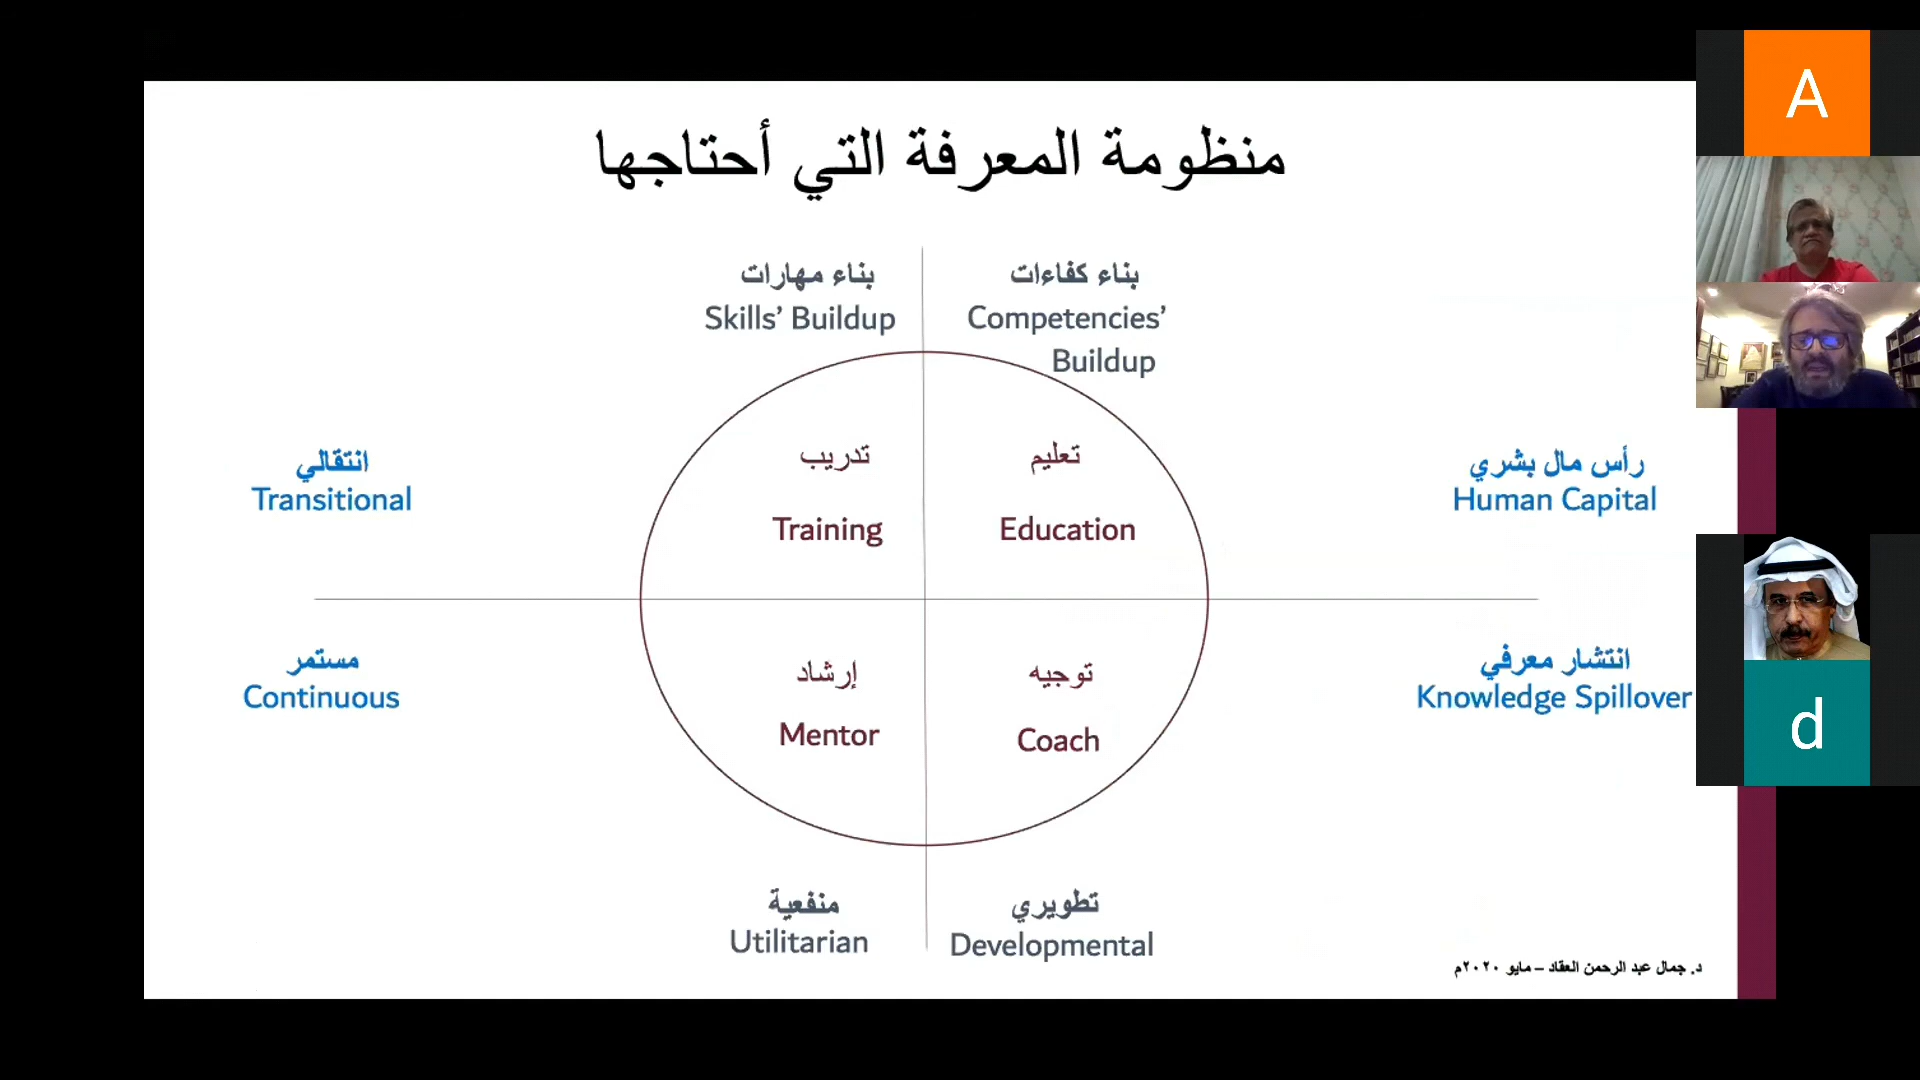 منظومة المعرفة التي أحتاجها
بناء مهارات
Skills’ Buildup
بناء كفاءات
Competencies’
Buildup
انتقالي
Transitional
تدريب
Training
تعليم
Education
رأس مال بشري
Human Capital
مستمر
Continuous
إرشاد
Mentor
توجيه
Coach
انتشار معرفي
Knowledge Spillover
منفعية
Utilitarian
تطويري
Developmental
د. جمال عبد الرحمن العقاد – مايو ٢٠٢٠م
A
d